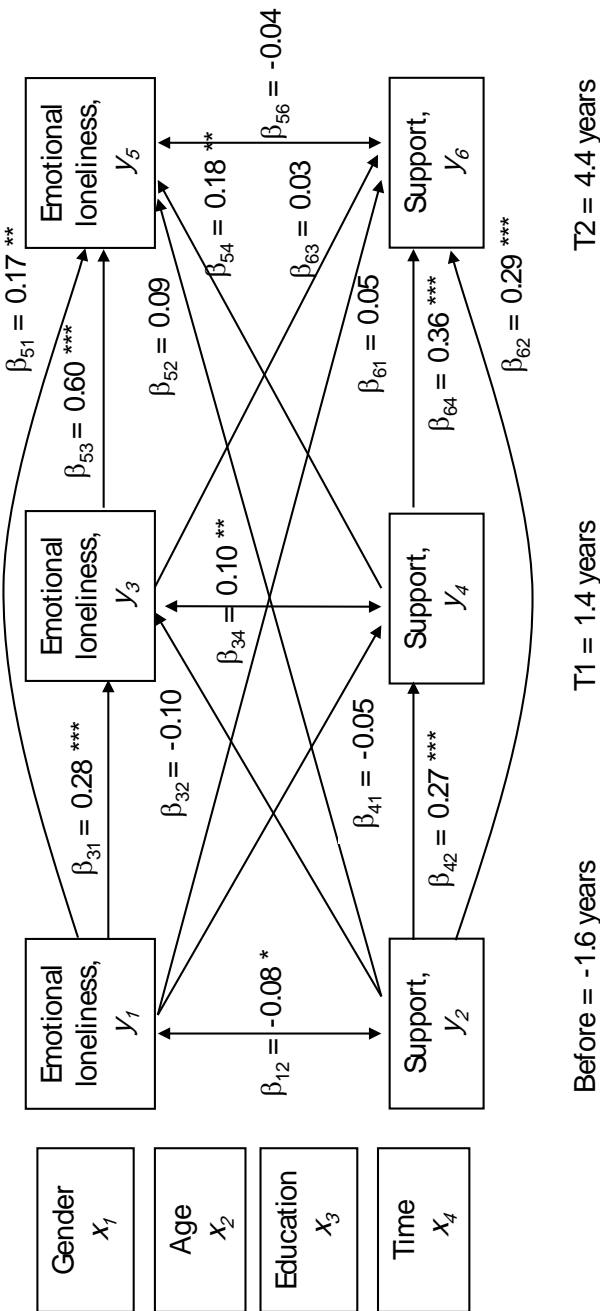 Gender
x₁
Age
x₂
Education
x₃
Time
x₄
Emotional
loneliness,
y₁
β₁₂ = -0.08 *
Support,
y₂
β₃₁ = 0.28 ***
β₃₂ = -0.10
β₄₁ = -0.05
β₄₂ = 0.27 ***
Emotional
loneliness,
y₃
β₃₄ = 0.10 **
Support,
y₄
β₅₁ = 0.17 **
β₅₃ = 0.60 ***
β₅₂ = 0.09
β₅₄ = 0.18 **
β₆₃ = 0.03
β₆₁ = 0.05
β₆₄ = 0.36 ***
β₆₂ = 0.29 ***
Emotional
loneliness,
y₅
β₅₆ = -0.04
Support,
y₆
Before = -1.6 years
T1 = 1.4 years
T2 = 4.4 years